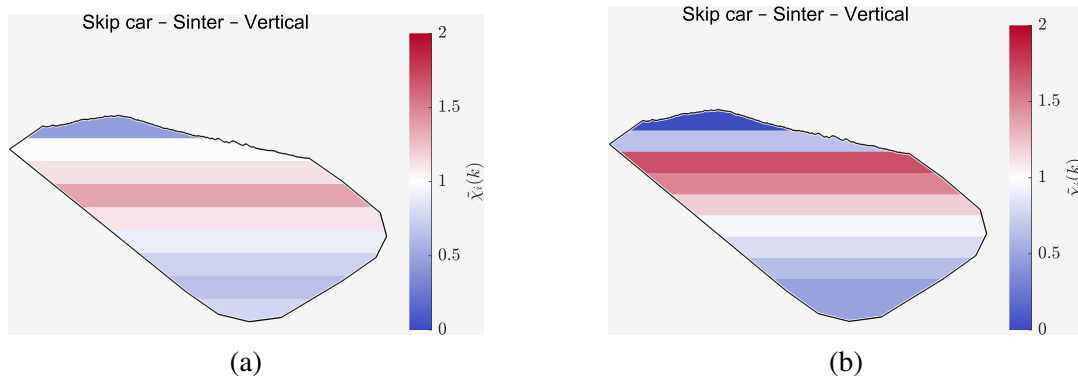 Skip car – Sinter – Vertical
2
1.5
1
0.5
0
χ̃ᵢ(k)
(a)
Skip car – Sinter – Vertical
2
1.5
1
0.5
0
χ̃ᵢ(k)
(b)